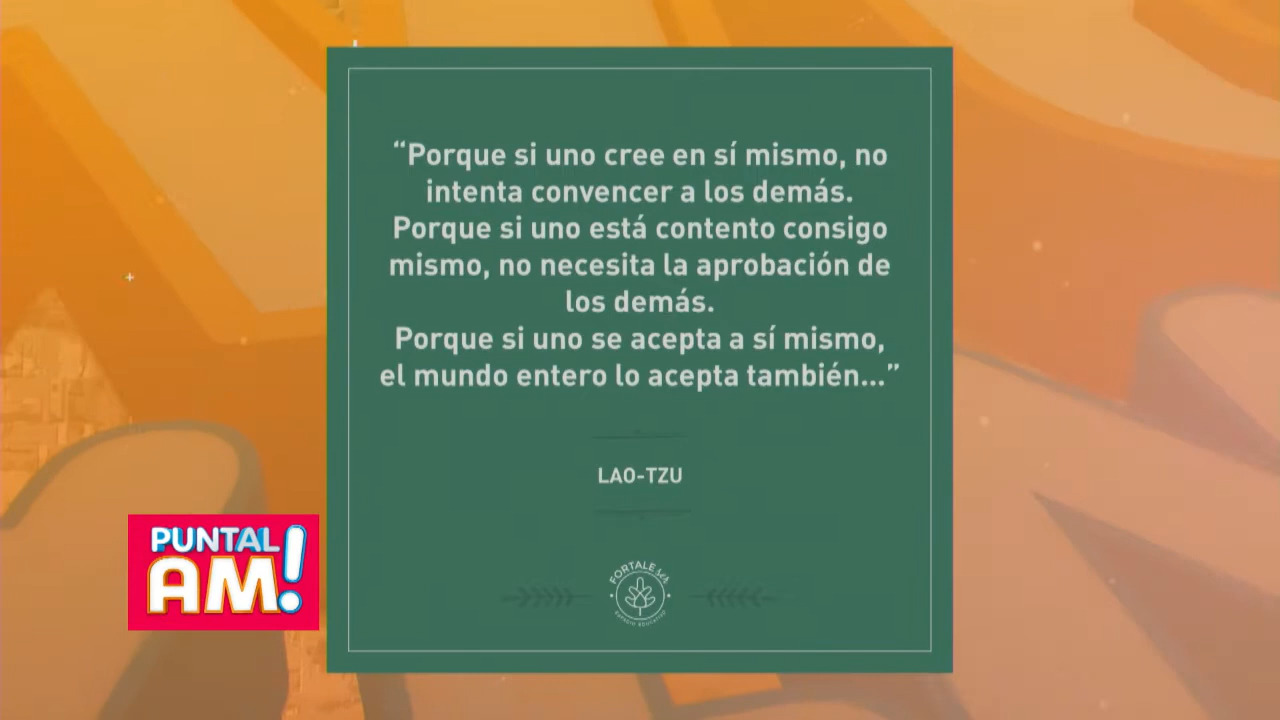 “Porque si uno cree en sí mismo, no
intenta convencer a los demás.
Porque si uno está contento consigo
mismo, no necesita la aprobación de
los demás.
Porque si uno se acepta a sí mismo,
el mundo entero lo acepta también...”
LAO-TZU
FORTALE
PUNTAL
AM!